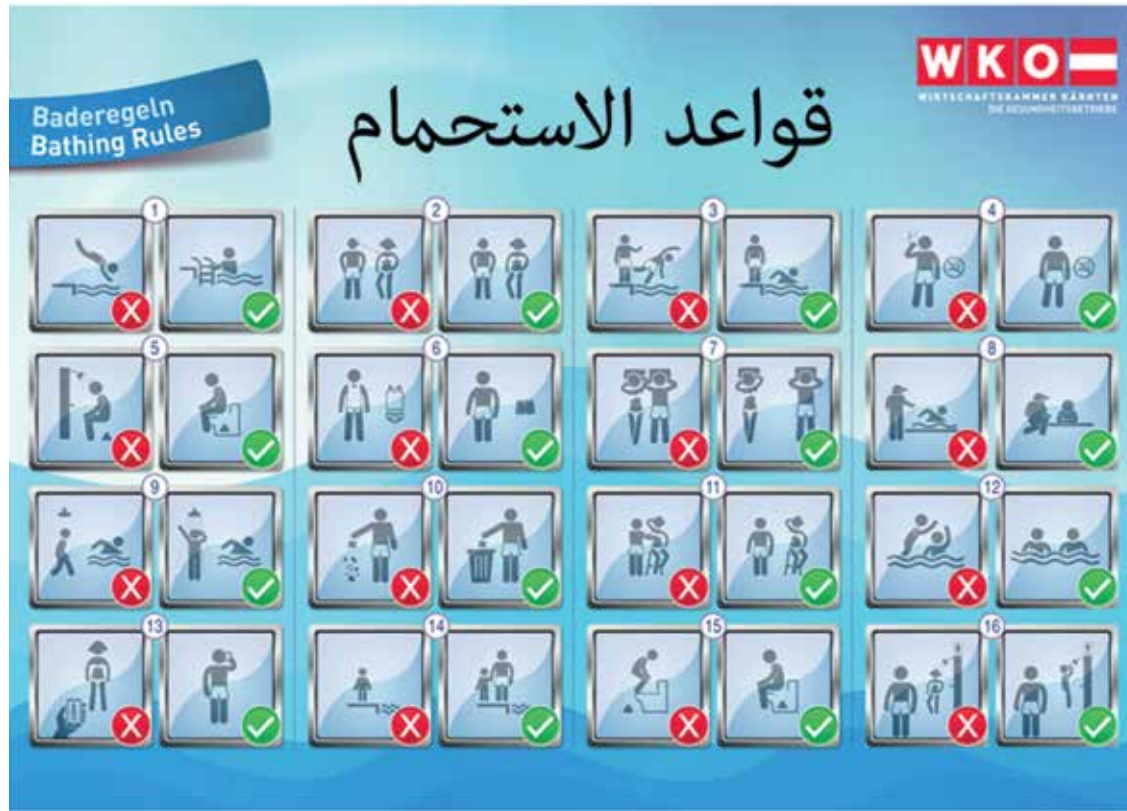 Baderegeln
Bathing Rules
قواعد الاستحمام
WKO
WIRTSCHAFTSKAMMER KÄRNTEN
DIE GESUNDHEITSBETRIEBE
1
2
3
4
5
6
7
8
9
10
11
12
13
14
15
16